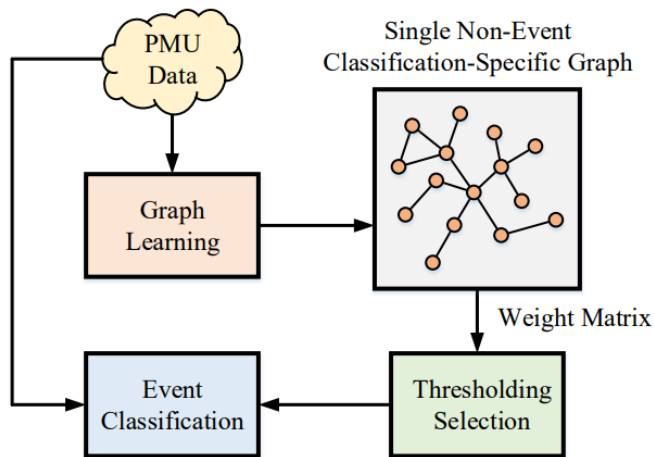 PMU
Data
Single Non-Event
Classification-Specific Graph
Graph
Learning
Weight Matrix
Event
Classification
Thresholding
Selection